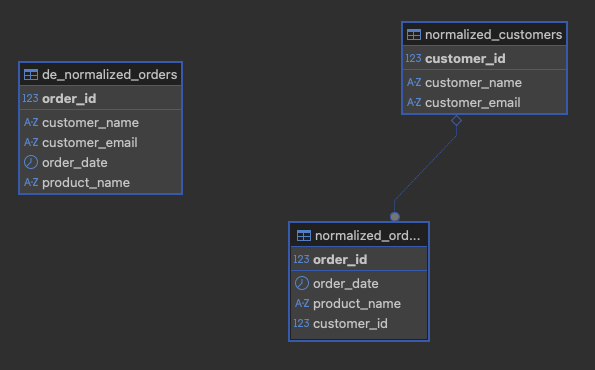 de_normalized_orders
123 order_id
A-Z customer_name
A-Z customer_email
order_date
A-Z product_name
normalized_customers
123 customer_id
A-Z customer_name
A-Z customer_email
normalized_ord...
123 order_id
order_date
A-Z product_name
123 customer_id